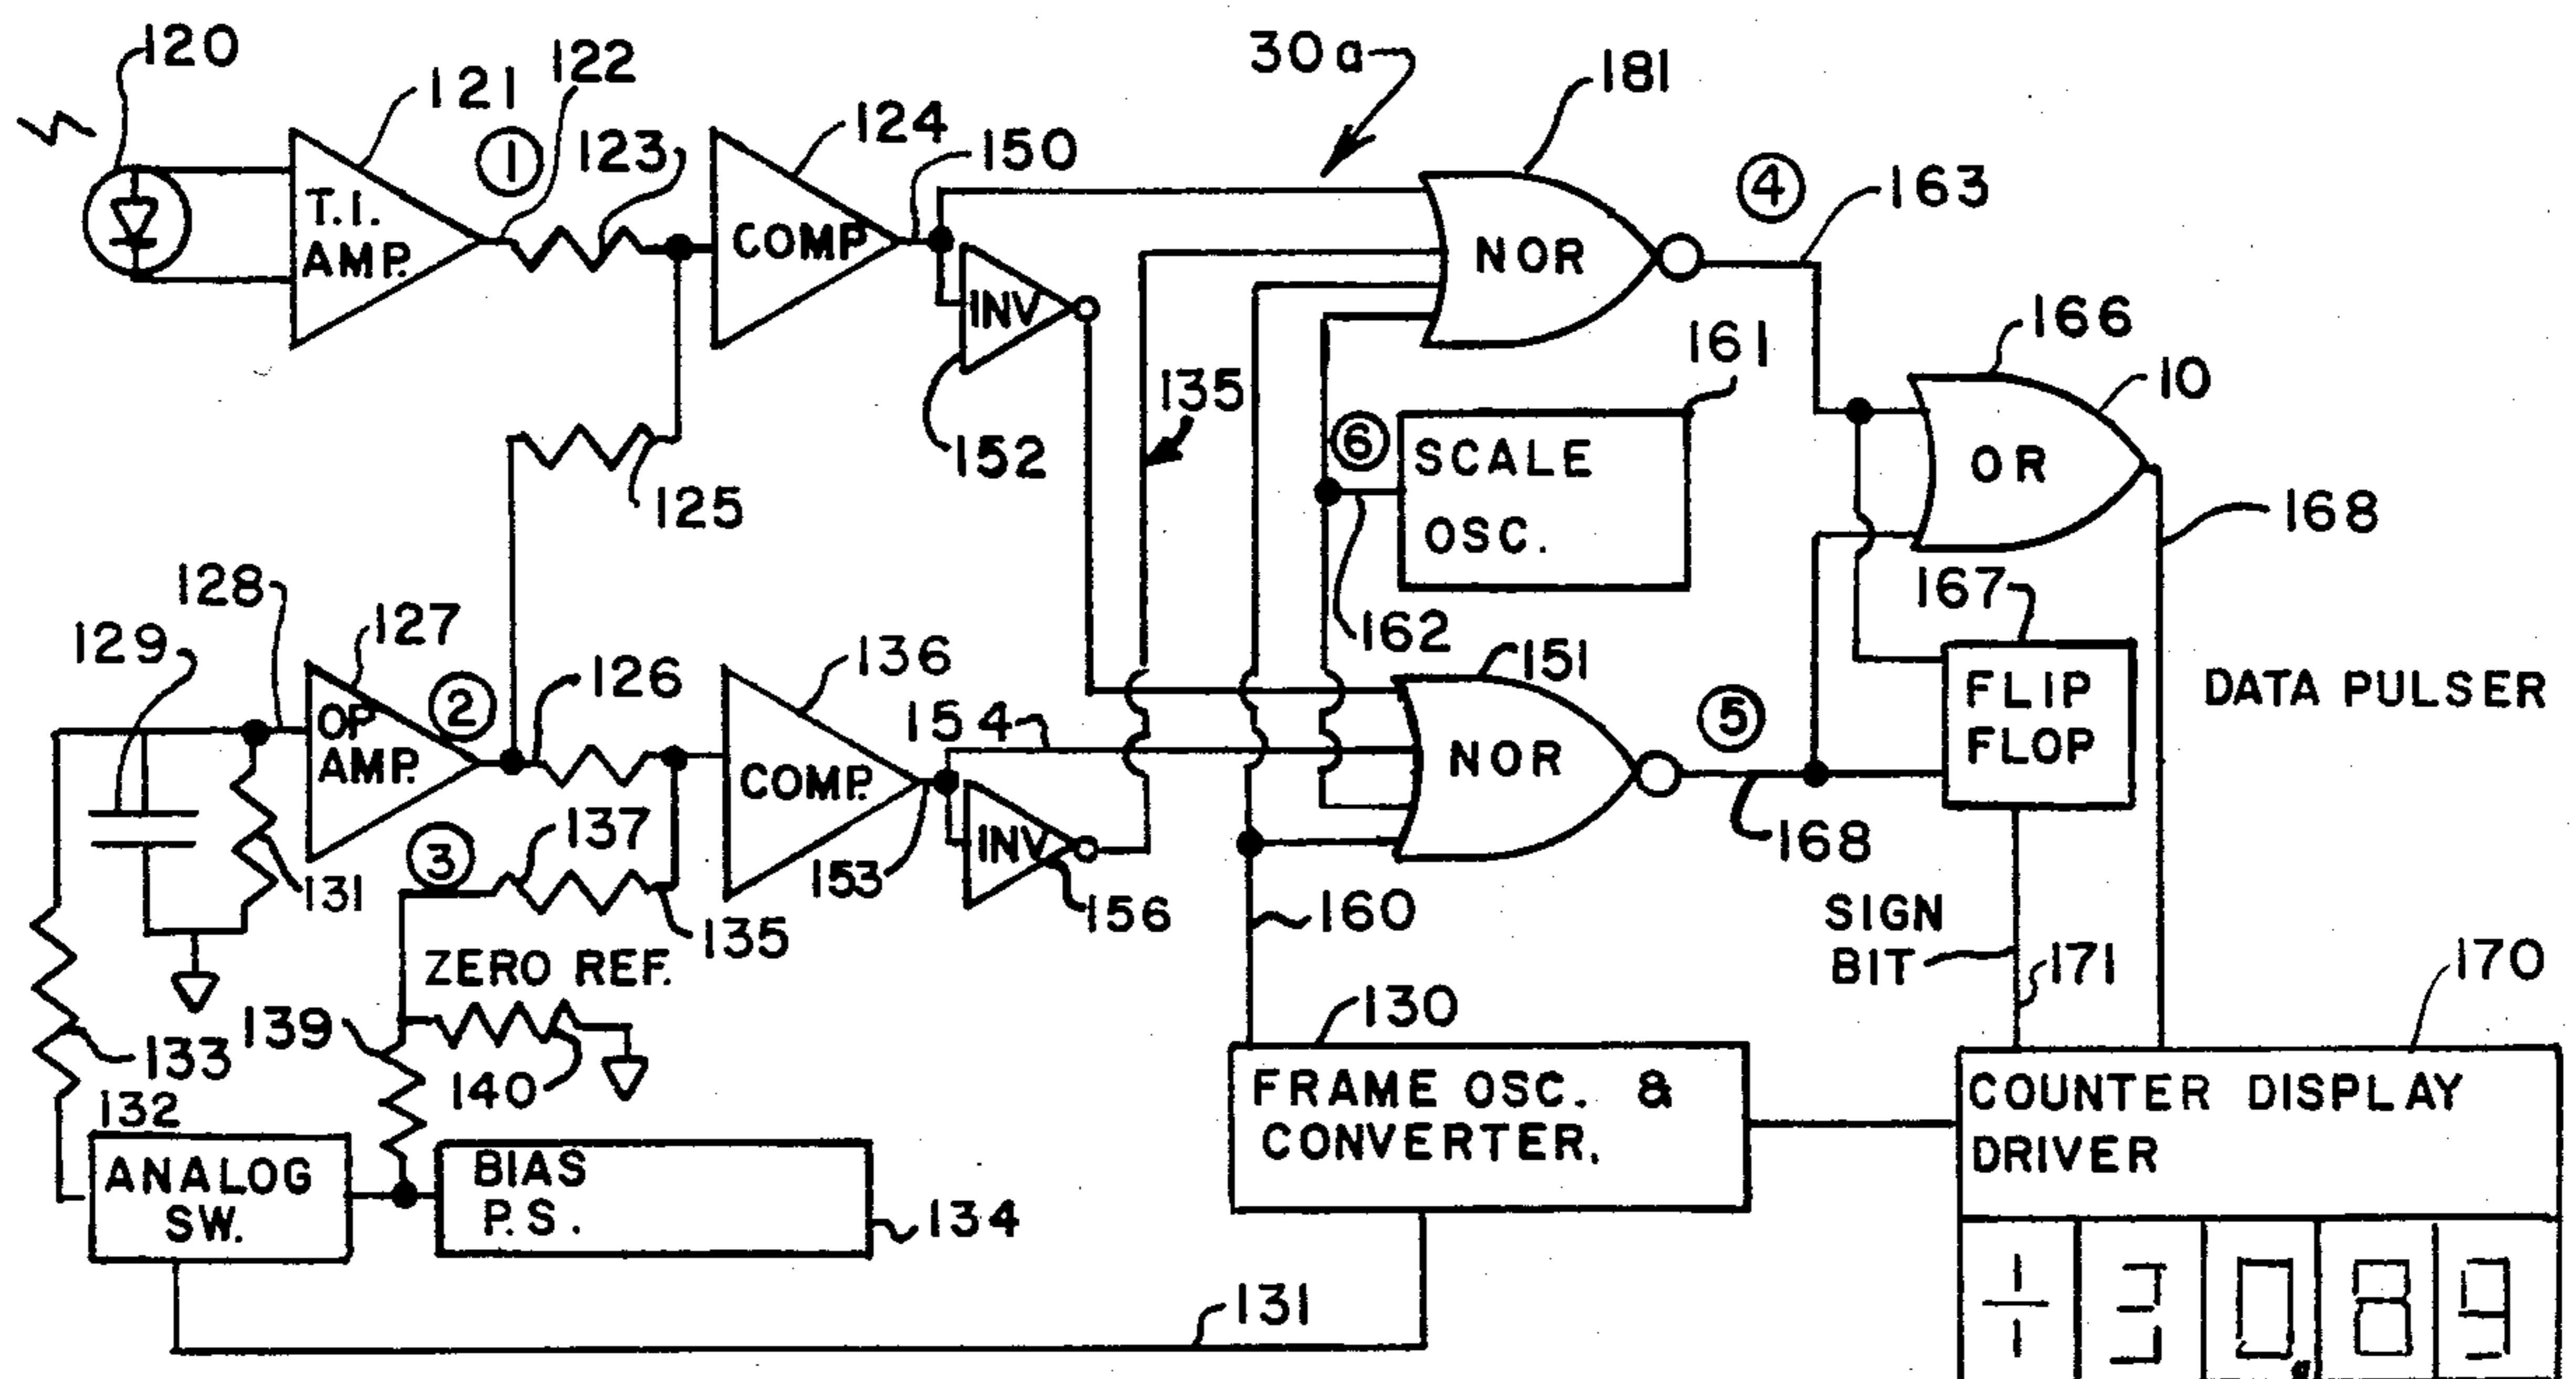 120
121
122
①
123
124
150
30a
181
④
163
T.I.
AMP.
COMP.
INV
NOR
152
135
161
166
10
125
⑥
SCALE
OSC.
OR
168
162
167
128
129
127
②
126
136
154
151
⑤
FLIP
FLOP
DATA PULSER
OP
AMP.
COMP.
NOR
168
131
③
137
153
INV
156
135
160
SIGN
BIT
171
170
ZERO REF.
139
133
140
130
132
ANALOG
SW.
BIAS
P.S.
134
FRAME OSC. &
CONVERTER.
COUNTER DISPLAY
DRIVER
131
+ 3 0. 8 9